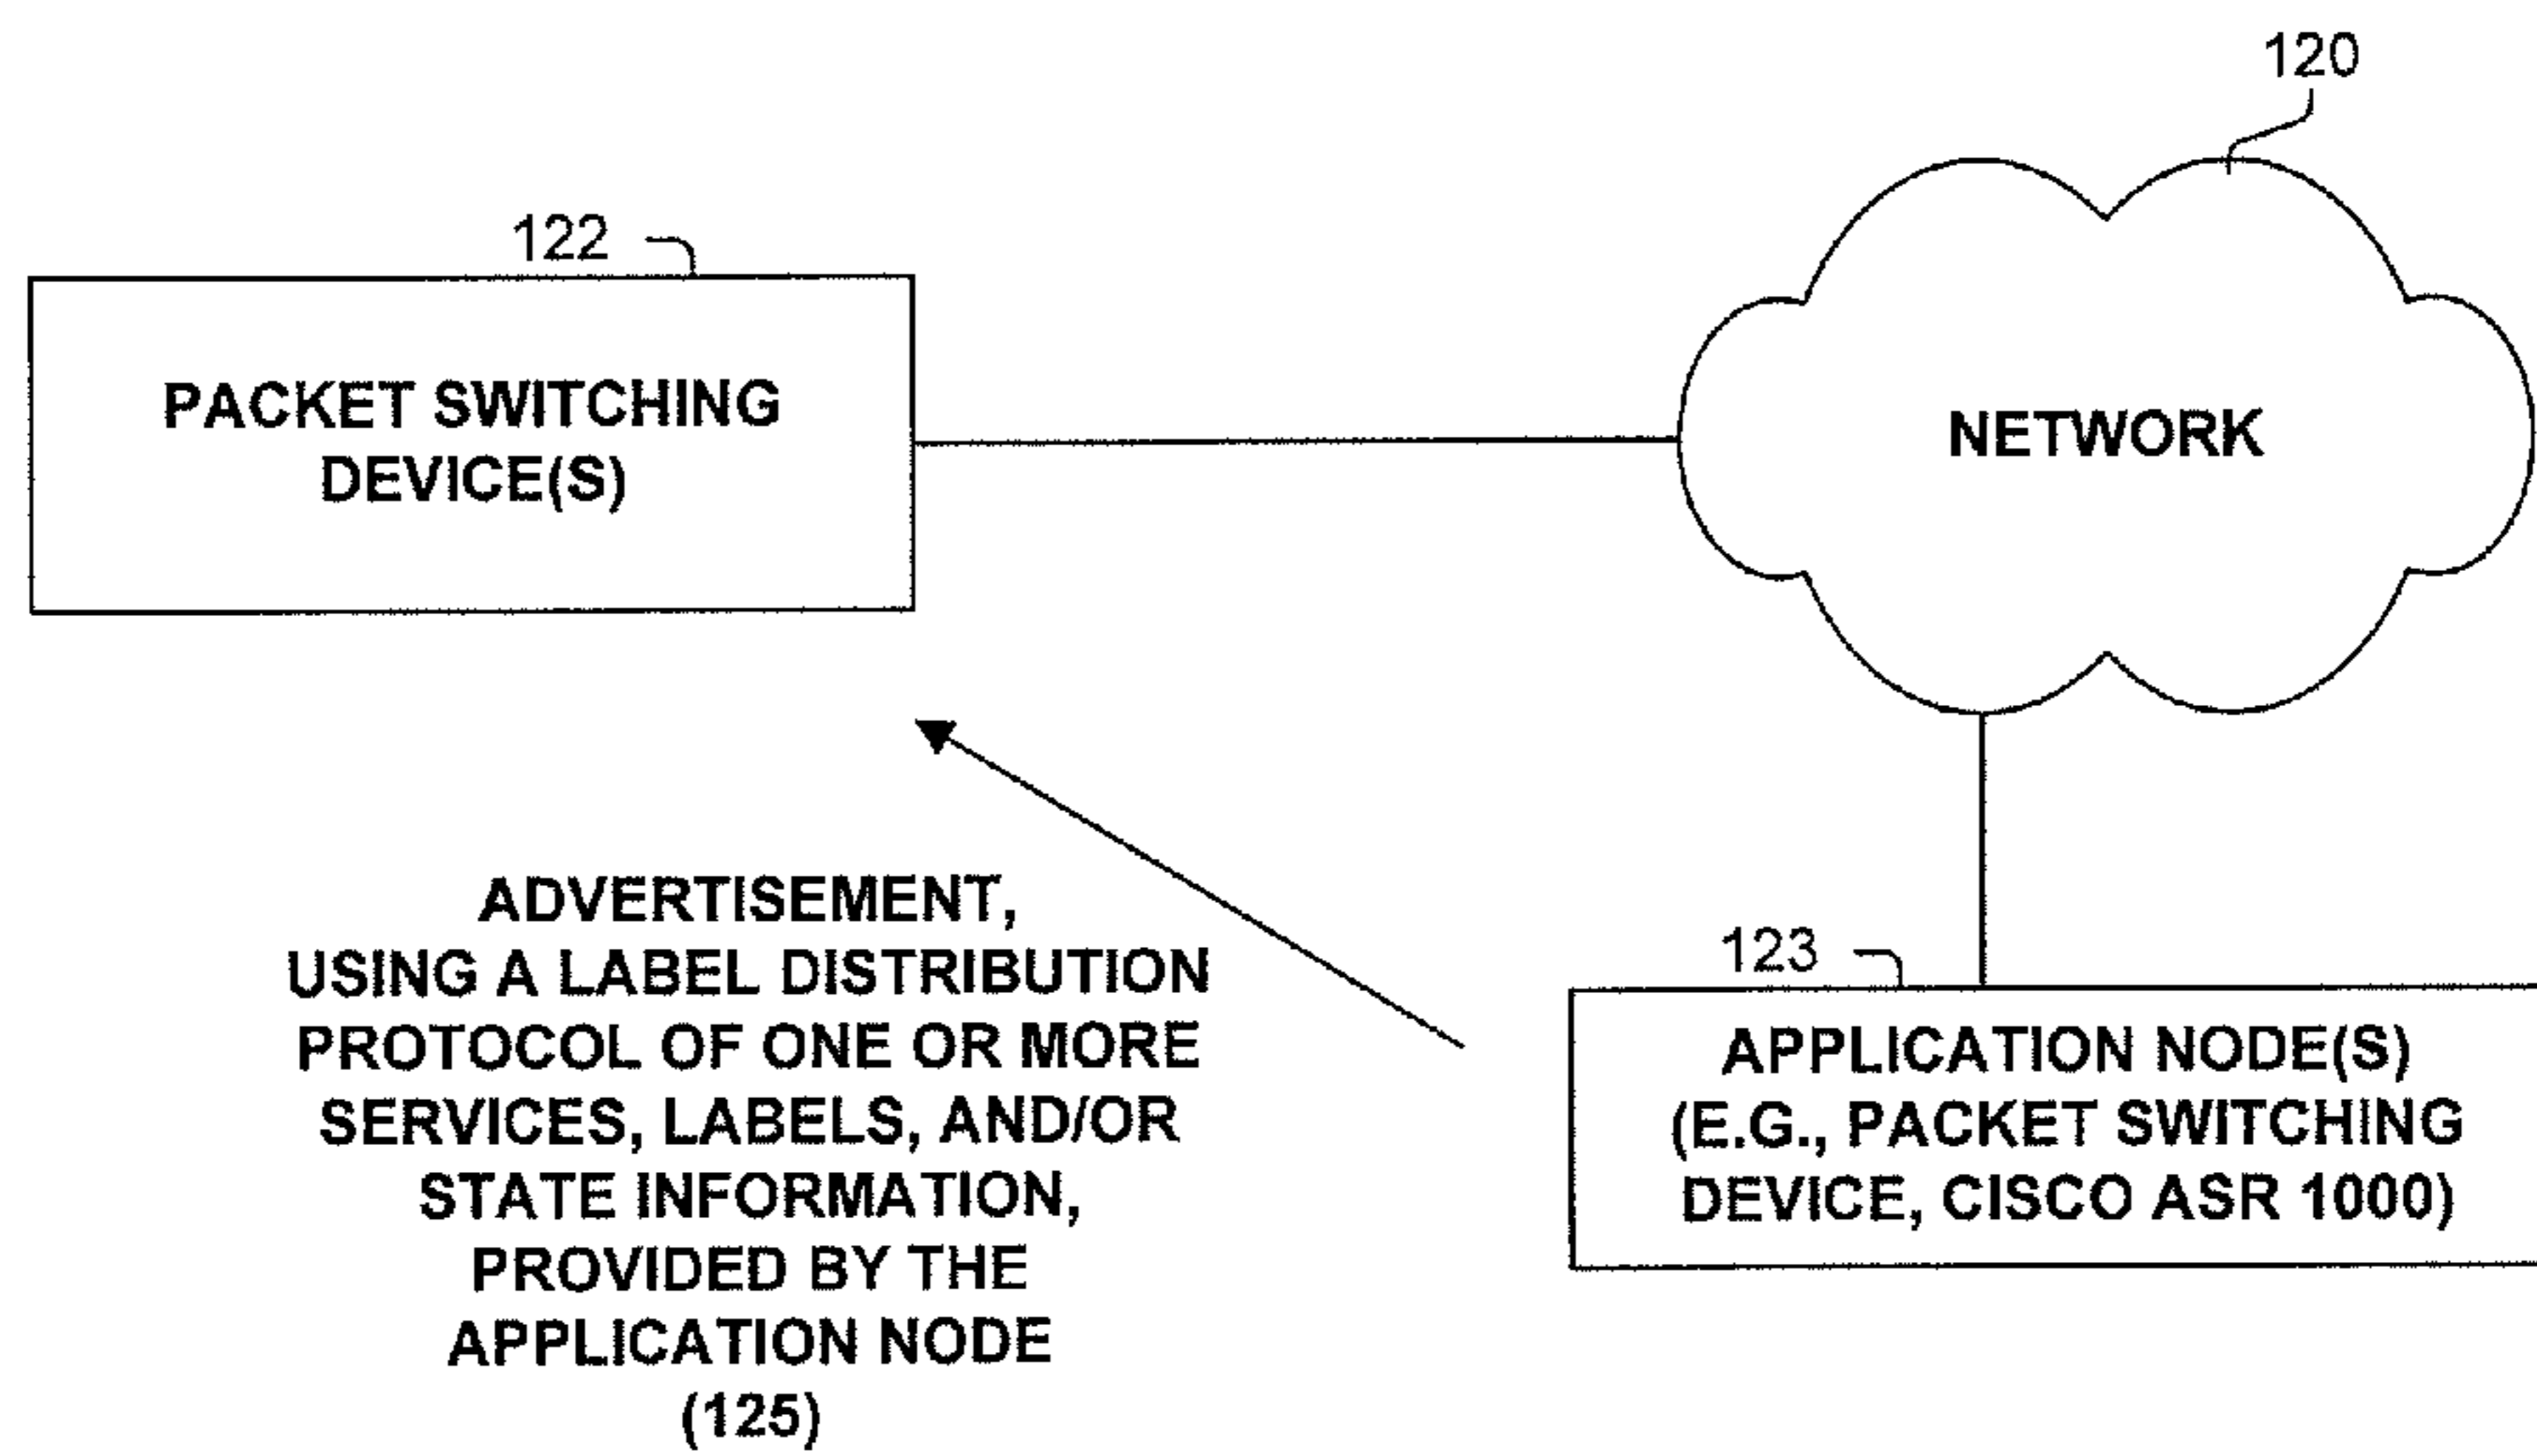 120
122
PACKET SWITCHING
DEVICE(S)
NETWORK
ADVERTISEMENT,
USING A LABEL DISTRIBUTION
PROTOCOL OF ONE OR MORE
SERVICES, LABELS, AND/OR
STATE INFORMATION,
PROVIDED BY THE
APPLICATION NODE
(125)
123
APPLICATION NODE(S)
(E.G., PACKET SWITCHING
DEVICE, CISCO ASR 1000)